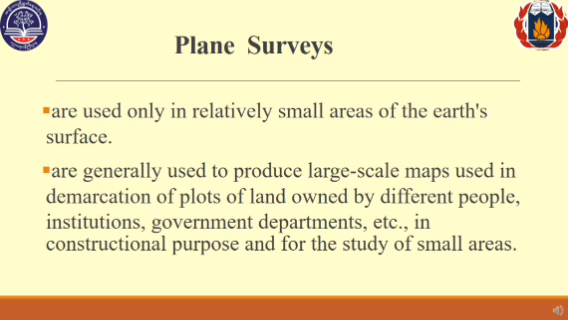 Plane Surveys
▪are used only in relatively small areas of the earth's
surface.
▪are generally used to produce large-scale maps used in
demarcation of plots of land owned by different people,
institutions, government departments, etc., in
constructional purpose and for the study of small areas.